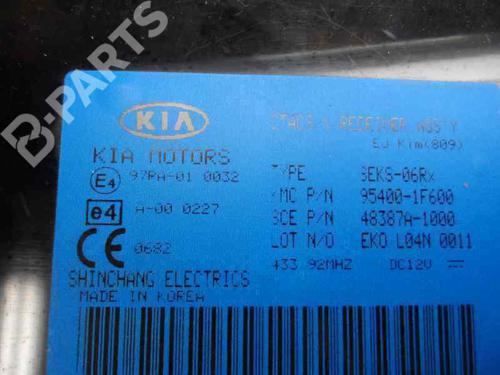 B-PARTS
KIA
ETACS & RECEIVER ASS'Y
EJ Kim(809)
KIA MOTORS
E4 97RA-01 0032
e4 A-00 0227
CE 0682
SHINCHANG ELECTRICS
MADE IN KOREA
TYPE SEKS-06Rx
KMC P/N 95400-1F600
SCE P/N 48387A-1000
LOT N/O EKO L04N 0011
433.92MHZ DC12V